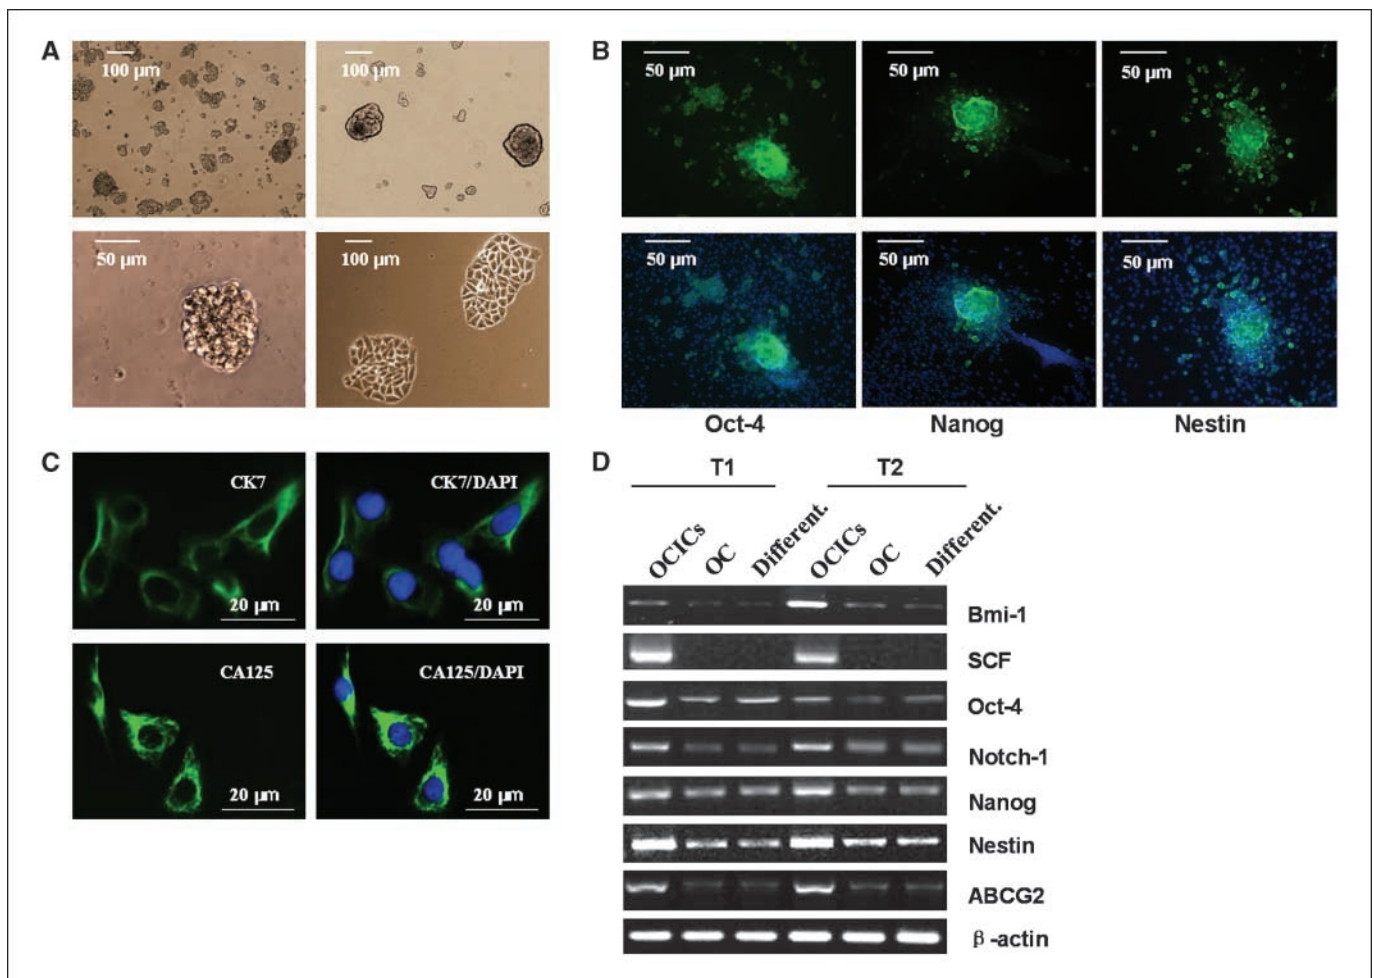 A
100 µm
100 µm
50 µm
100 µm
B
50 µm
50 µm
50 µm
50 µm
50 µm
50 µm
Oct-4
Nanog
Nestin
C
CK7
CK7/DAPI
20 µm
20 µm
CA125
CA125/DAPI
20 µm
20 µm
D
T1
T2
OCICs
OC
Different.
OCICs
OC
Different.
Bmi-1
SCF
Oct-4
Notch-1
Nanog
Nestin
ABCG2
β-actin